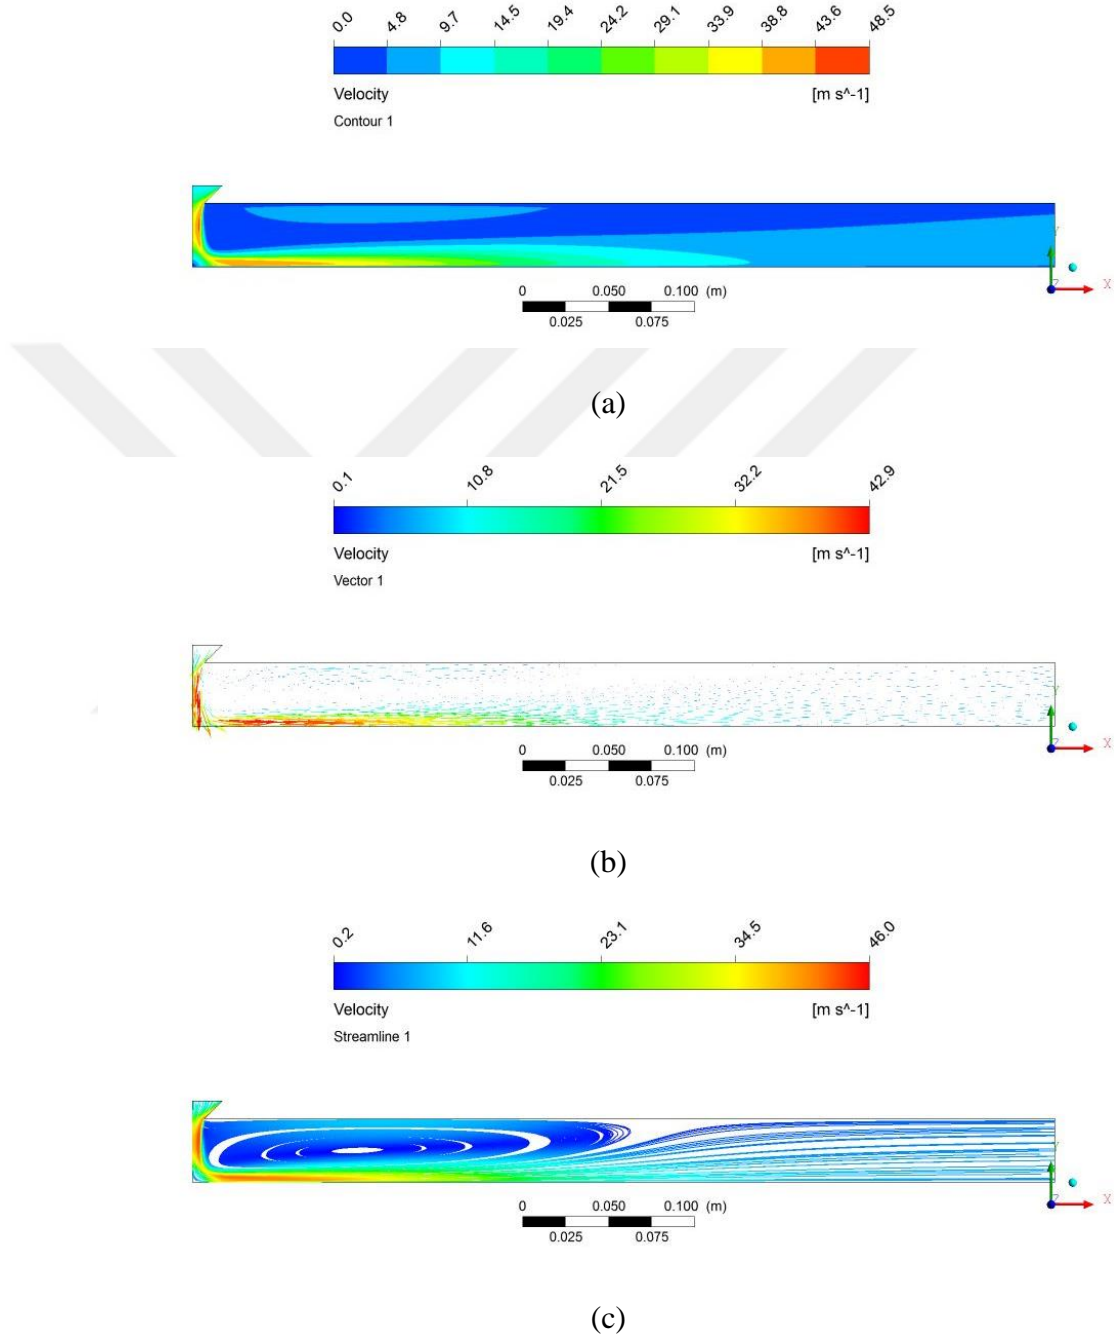 0.0 4.8 9.7 14.5 19.4 24.2 29.1 33.9 38.8 43.6 48.5
Velocity [m s^-1]
Contour 1
Y
Z X
0 0.050 0.100 (m)
0.025 0.075
(a)
0.1 10.8 21.5 32.2 42.9
Velocity [m s^-1]
Vector 1
Y
Z X
0 0.050 0.100 (m)
0.025 0.075
(b)
0.2 11.6 23.1 34.5 46.0
Velocity [m s^-1]
Streamline 1
Y
Z X
0 0.050 0.100 (m)
0.025 0.075
(c)